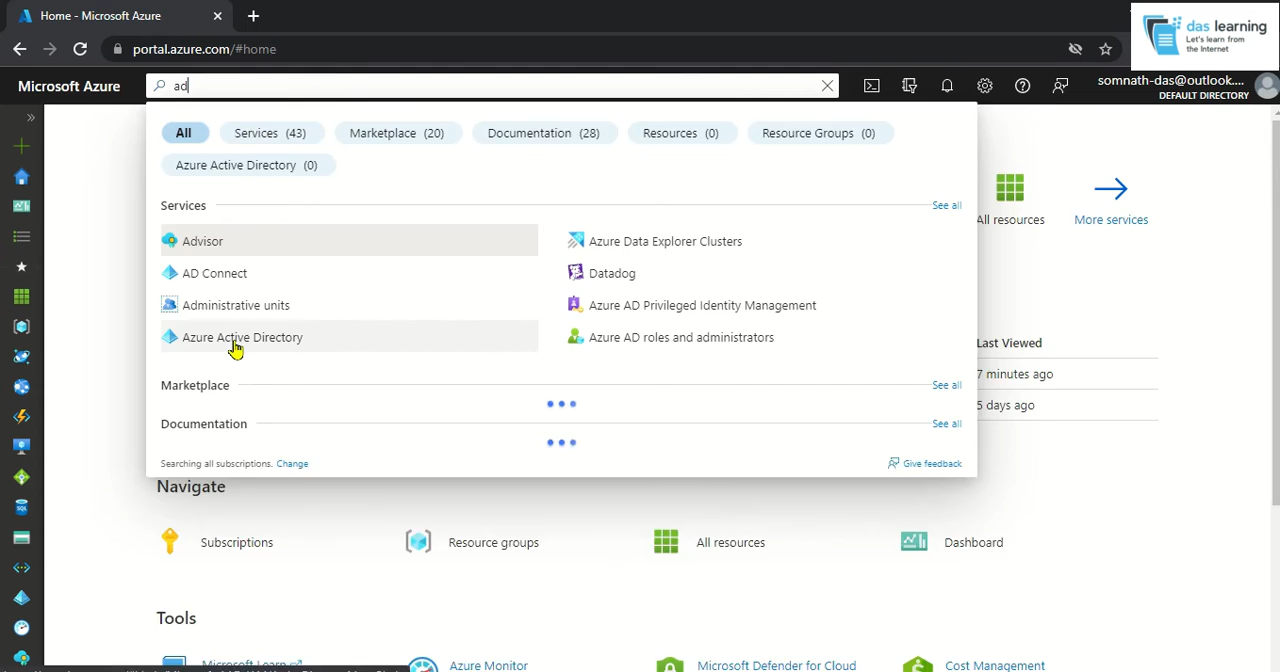 Home - Microsoft Azure
das learning
Let's learn from
the Internet
portal.azure.com/#home
Microsoft Azure
ad
somnath-das@outlook....
DEFAULT DIRECTORY
All
Services (43)
Marketplace (20)
Documentation (28)
Resources (0)
Resource Groups (0)
Azure Active Directory (0)
Services
See all
Advisor
Azure Data Explorer Clusters
AD Connect
Datadog
Administrative units
Azure AD Privileged Identity Management
Azure Active Directory
Azure AD roles and administrators
Marketplace
See all
Documentation
See all
Searching all subscriptions. Change
Give feedback
All resources
More services
Last Viewed
7 minutes ago
5 days ago
Navigate
Subscriptions
Resource groups
All resources
Dashboard
Tools
Microsoft Learn
Azure Monitor
Microsoft Defender for Cloud
Cost Management
SQL